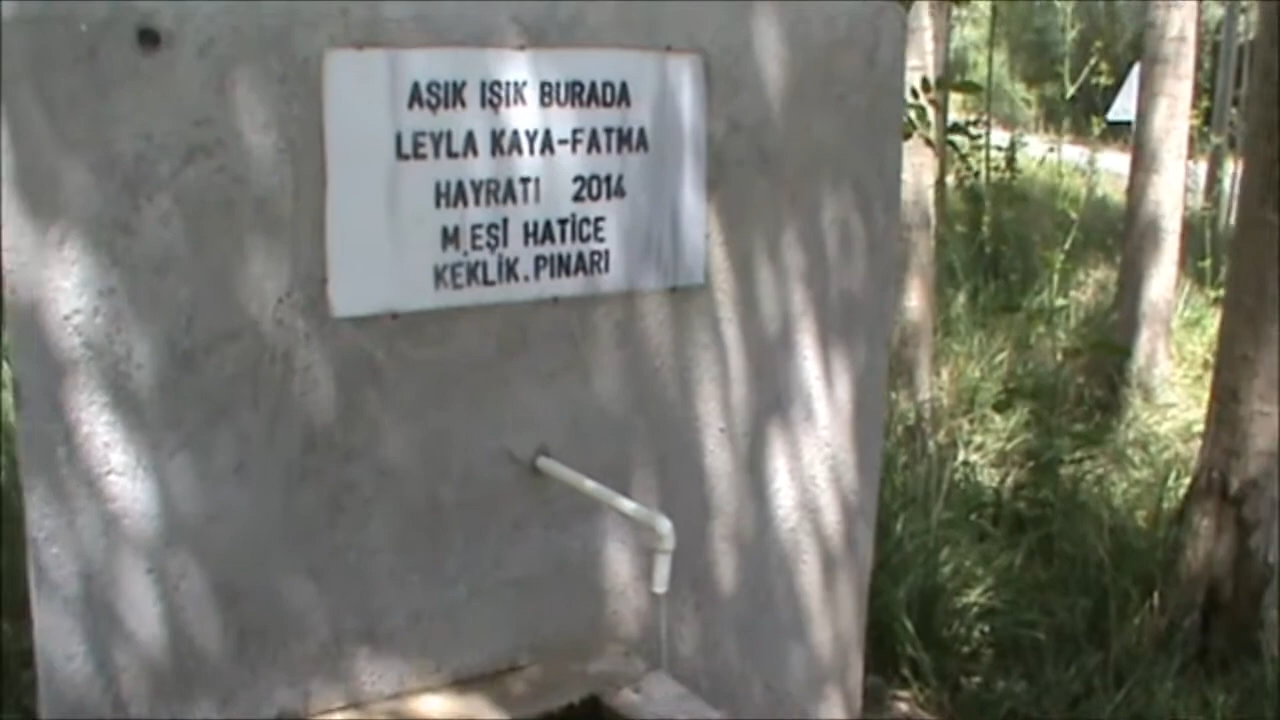 AŞIK IŞIK BURADA
LEYLA KAYA-FATMA
HAYRATI 2014
M.EŞİ HATİCE
KEKLİK.PINARI